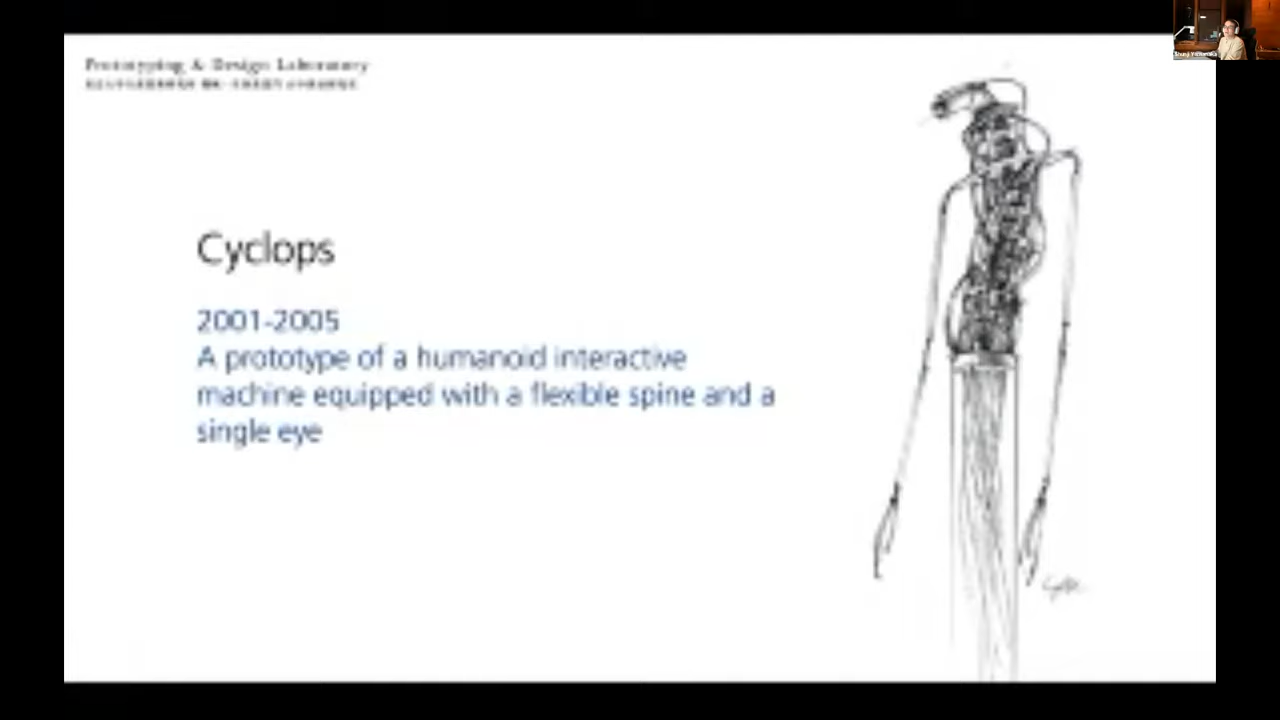 Prototyping & Design Laboratory
Cyclops
2001-2005
A prototype of a humanoid interactive
machine equipped with a flexible spine and a
single eye